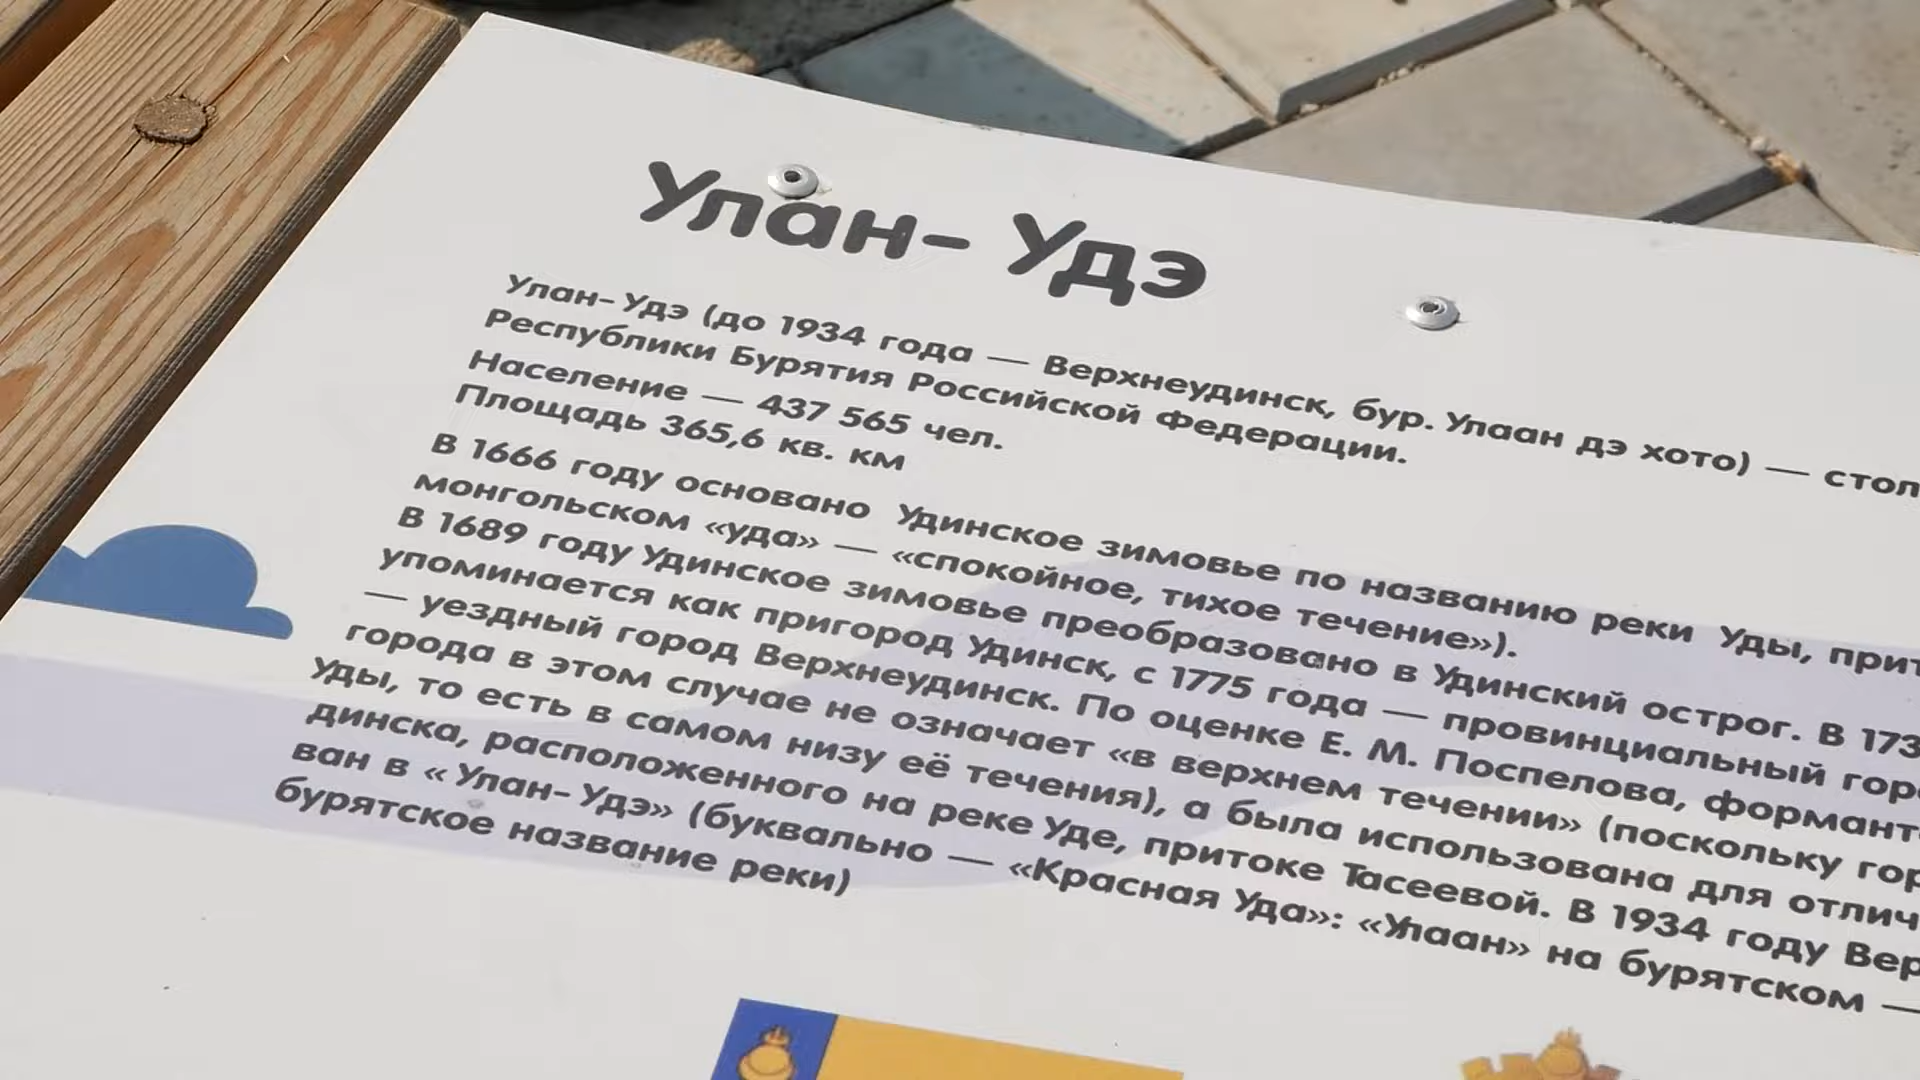 Улан- Удэ
Улан- Удэ (до 1934 года — Верхнеудинск, бур. Улаан дэ хото) — стол
Республики Бурятия Российской Федерации.
Население — 437 565 чел.
Площадь 365,6 кв. км
В 1666 году основано Удинское зимовье по названию реки Уды, прит
монгольском «уда» — «спокойное, тихое течение»).
В 1689 году Удинское зимовье преобразовано в Удинский острог. В 173
упоминается как пригород Удинск, с 1775 года — провинциальный горо
— уездный город Верхнеудинск. По оценке Е. М. Поспелова, формант
города в этом случае не означает «в верхнем течении» (поскольку гор
Уды, то есть в самом низу её течения), а была использована для отлич
динска, расположенного на реке Уде, притоке Тасеевой. В 1934 году Вер
ван в « Улан- Удэ» (буквально — «Красная Уда»: «Улаан» на бурятском —
бурятское название реки)